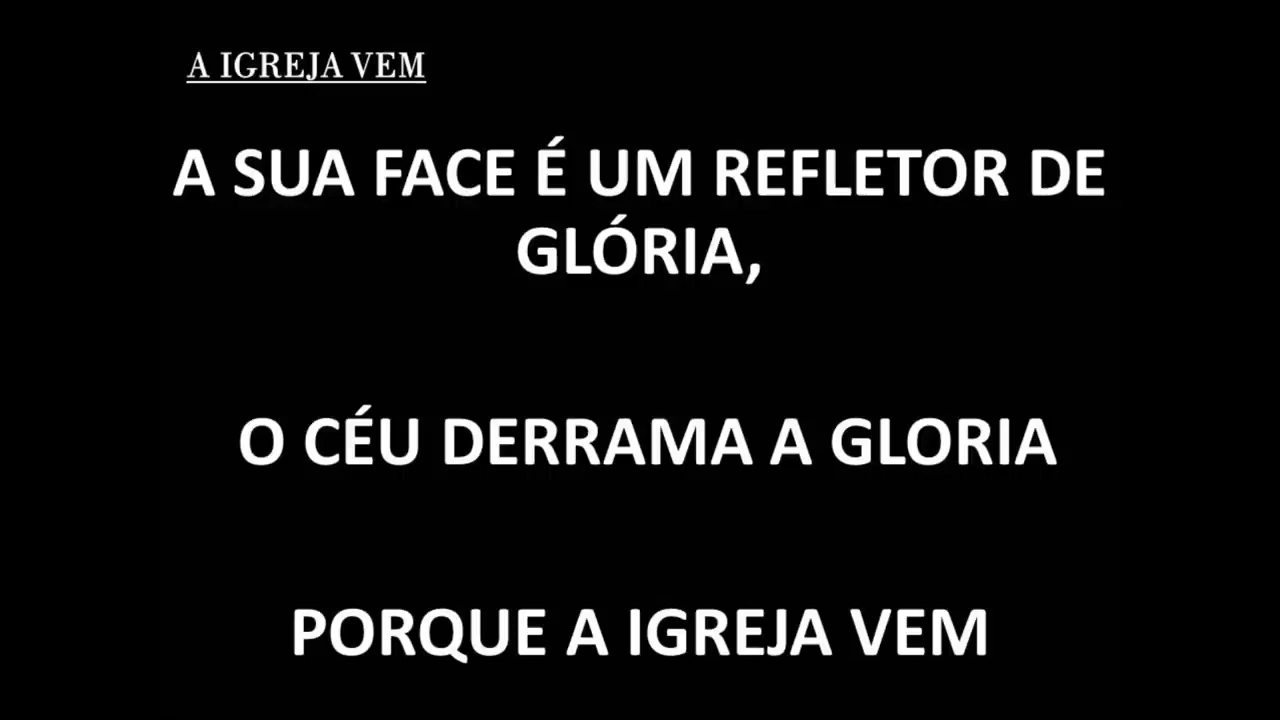 A IGREJA VEM
A SUA FACE É UM REFLETOR DE
GLÓRIA,
O CÉU DERRAMA A GLORIA
PORQUE A IGREJA VEM